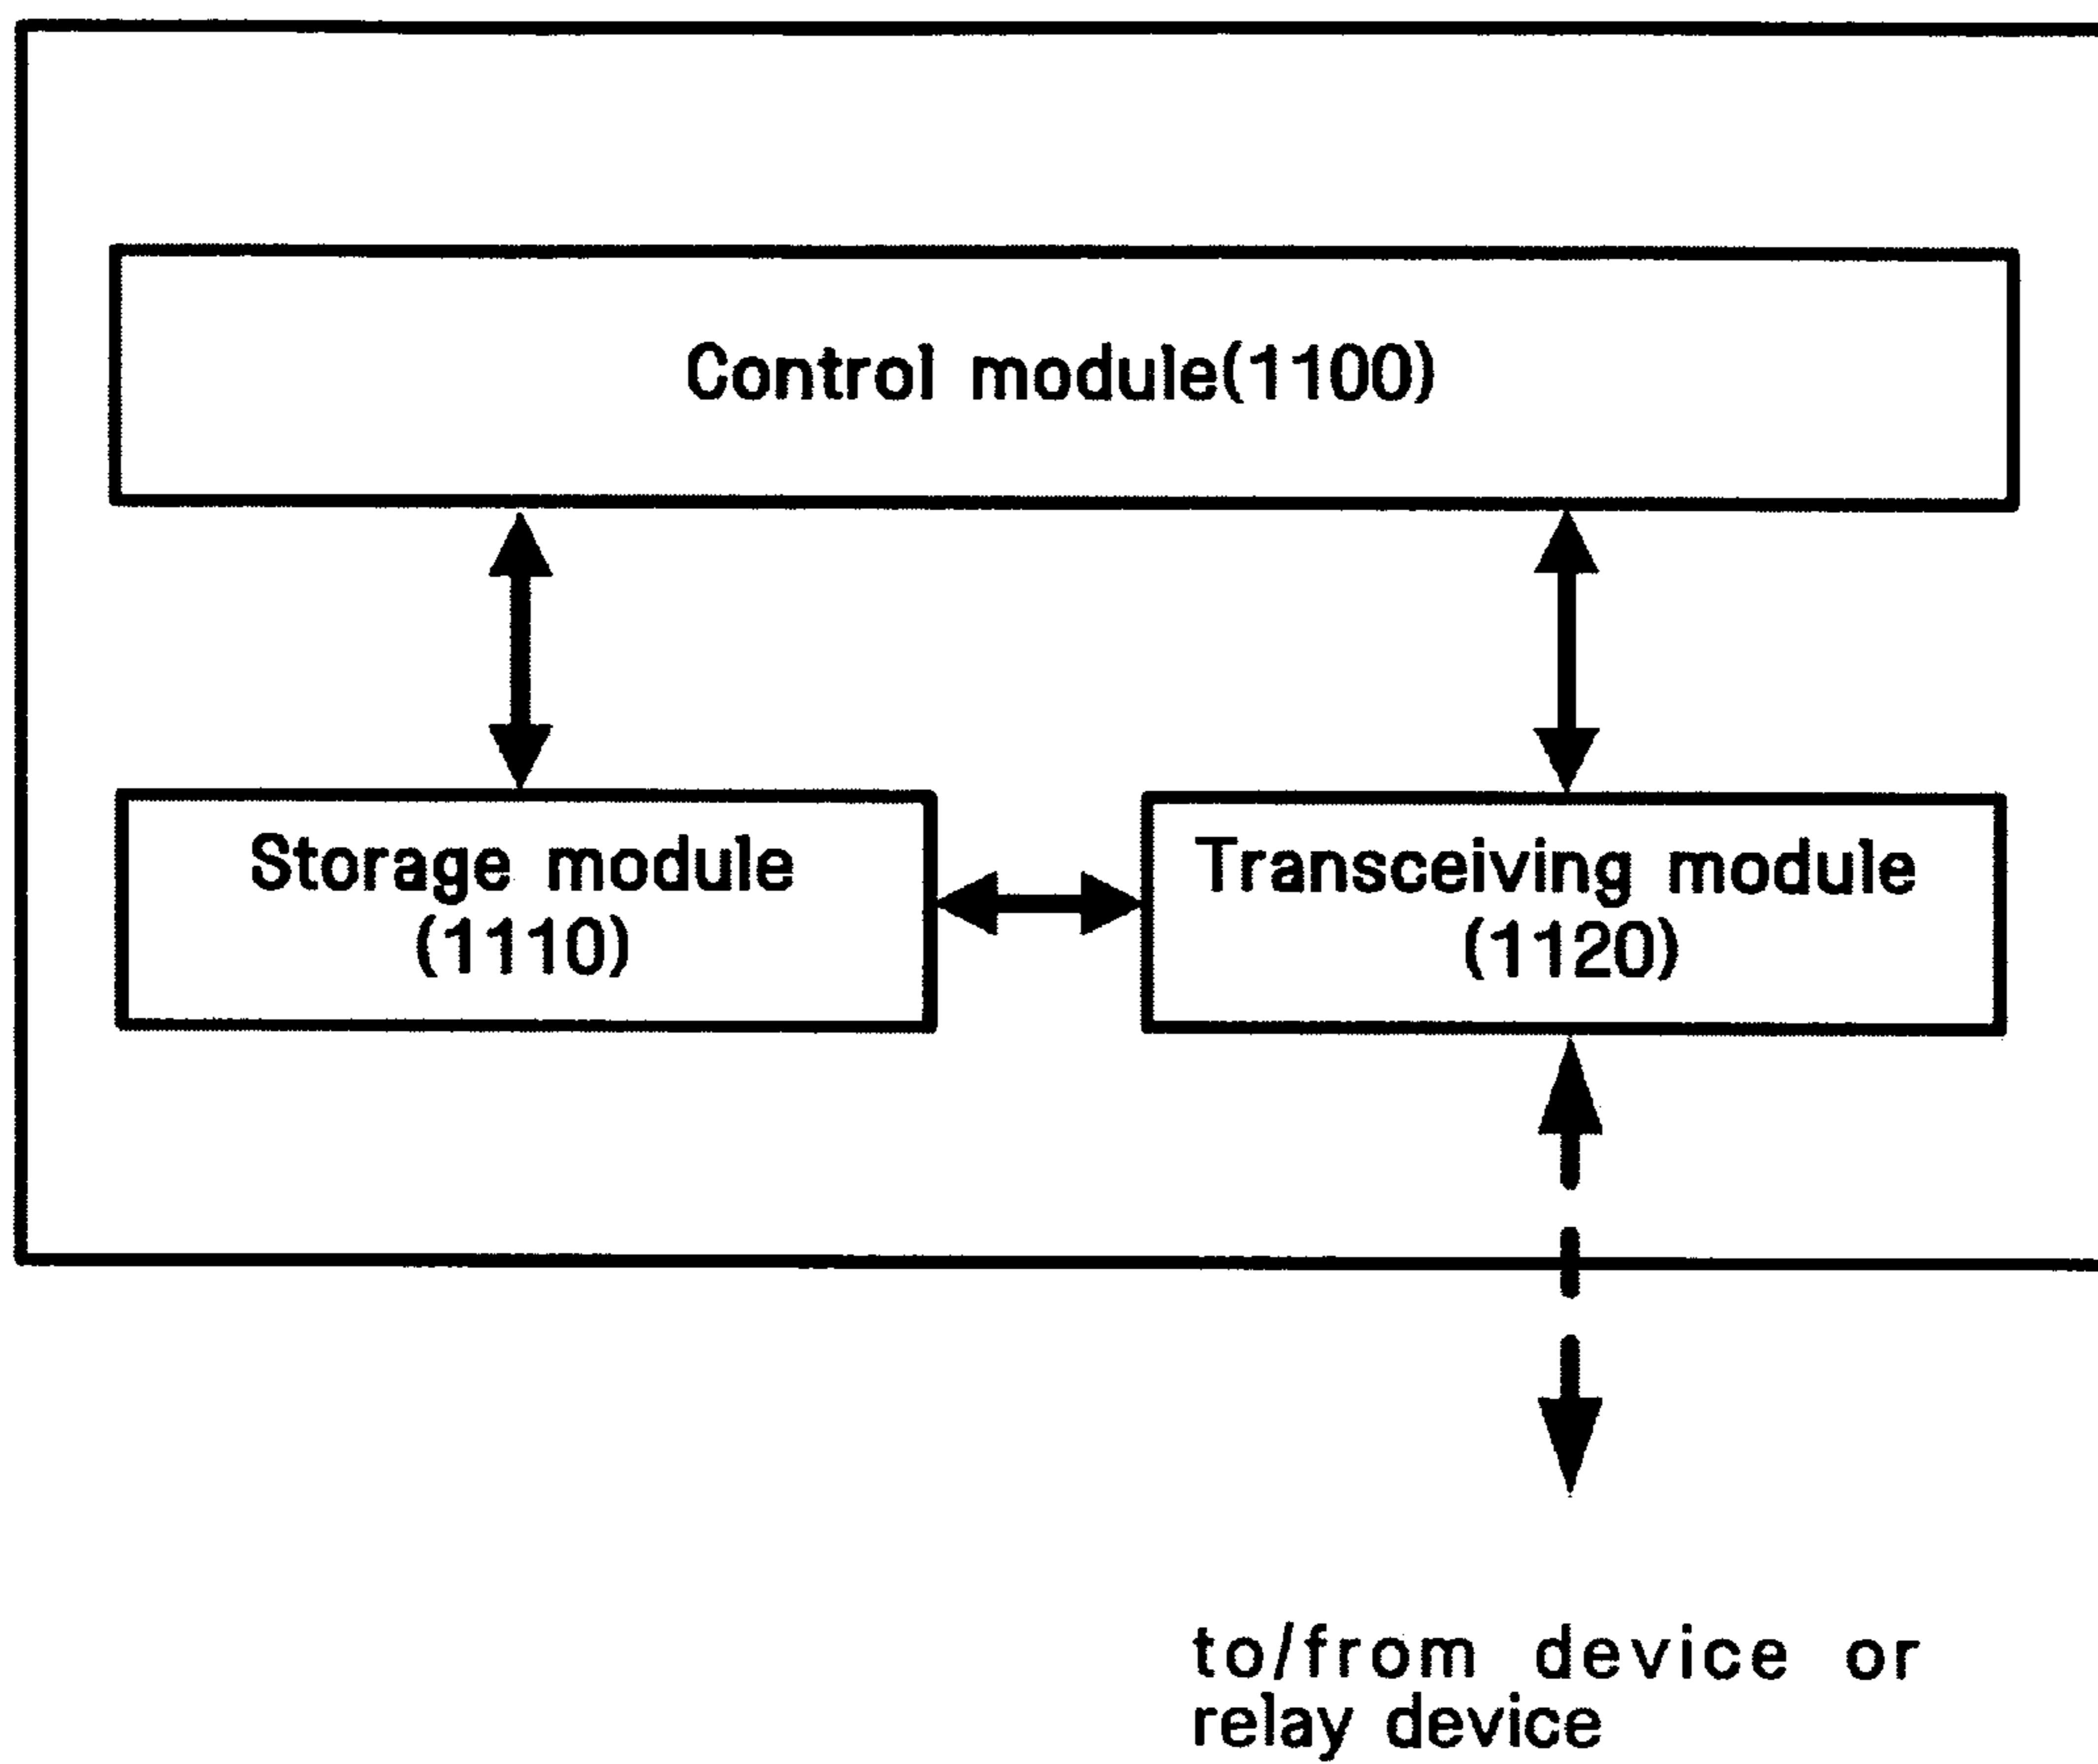 Control module(1100)
Storage module
(1110)
Transceiving module
(1120)
to/from device or
relay device